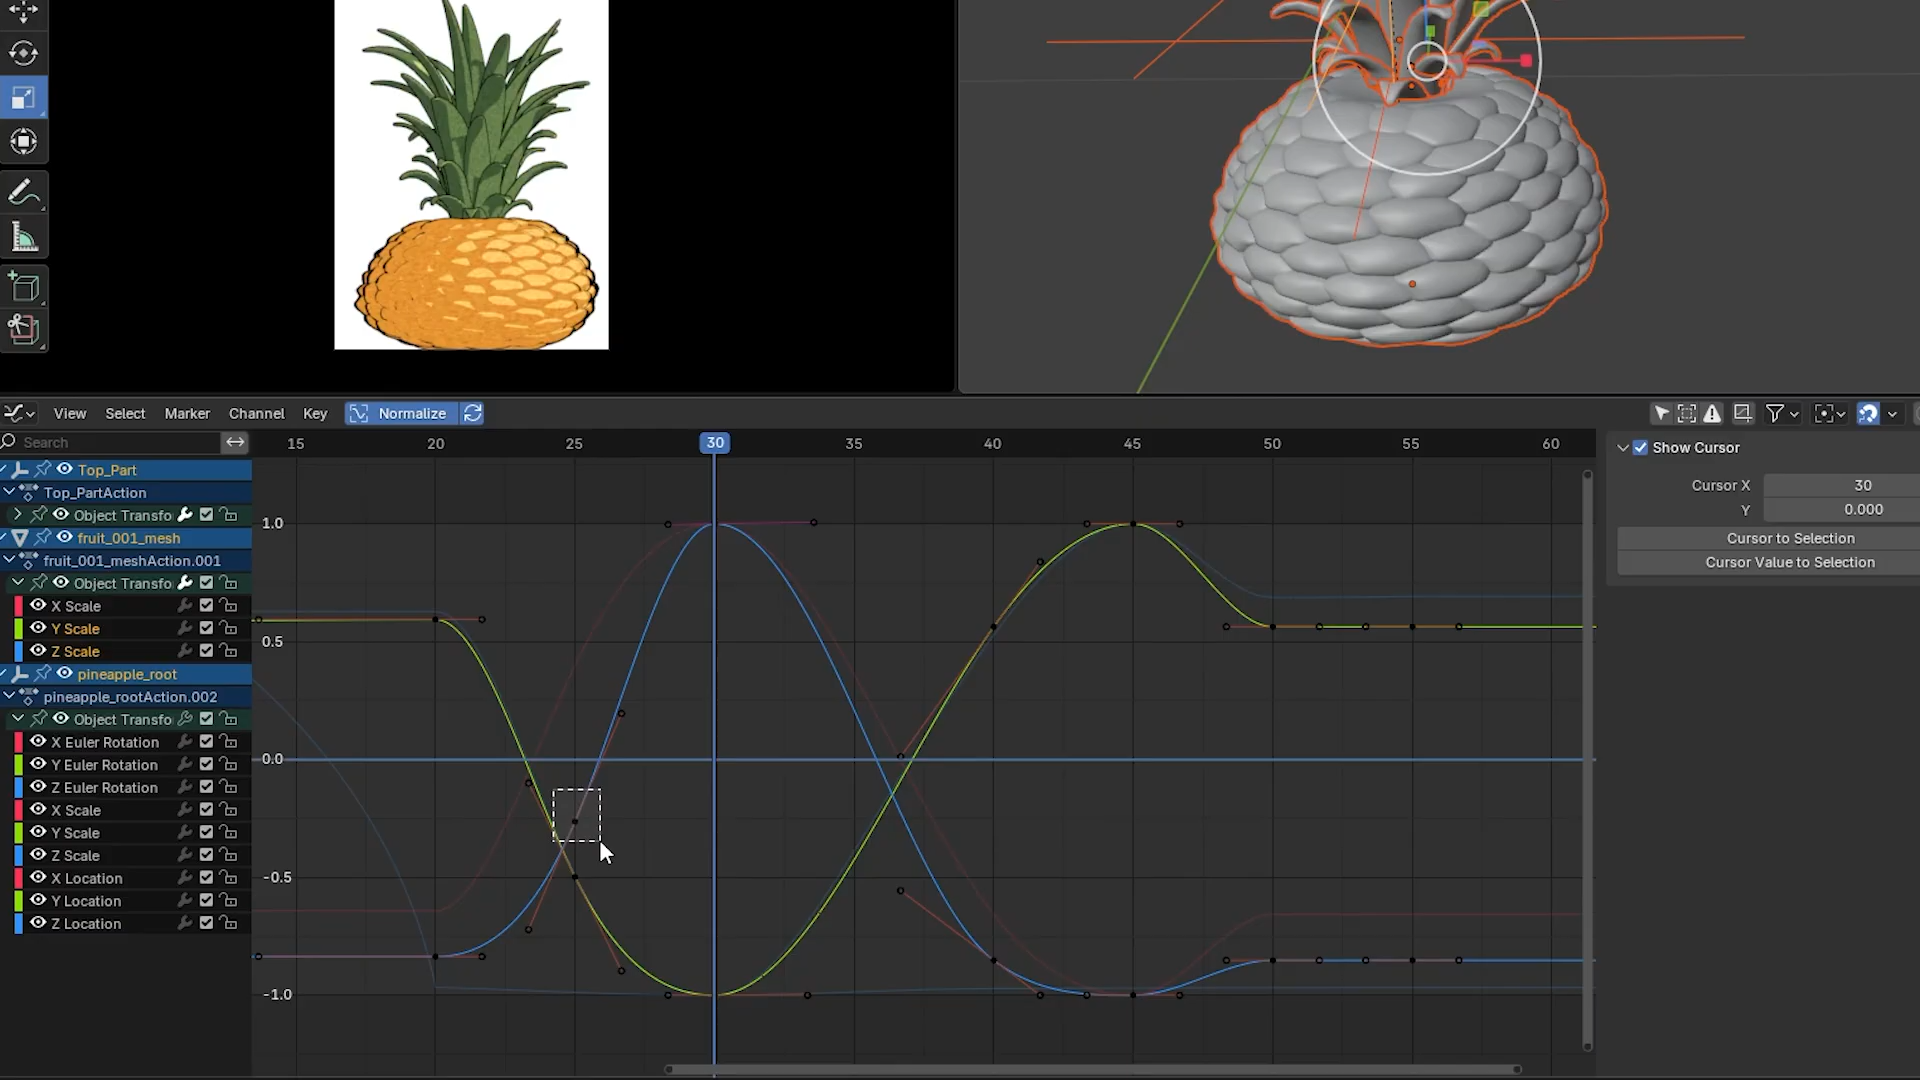 View Select Marker Channel Key Normalize
Search
15 20 25 30 35 40 45 50 55 60
Show Cursor
Cursor X 30
Y 0.000
Cursor to Selection
Cursor Value to Selection
Top_Part
Top_PartAction
Object Transfo
fruit_001_mesh
fruit_001_meshAction.001
Object Transfo
X Scale
Y Scale
Z Scale
pineapple_root
pineapple_rootAction.002
Object Transfo
X Euler Rotation
Y Euler Rotation
Z Euler Rotation
X Scale
Y Scale
Z Scale
X Location
Y Location
Z Location
1.0
0.5
0.0
-0.5
-1.0